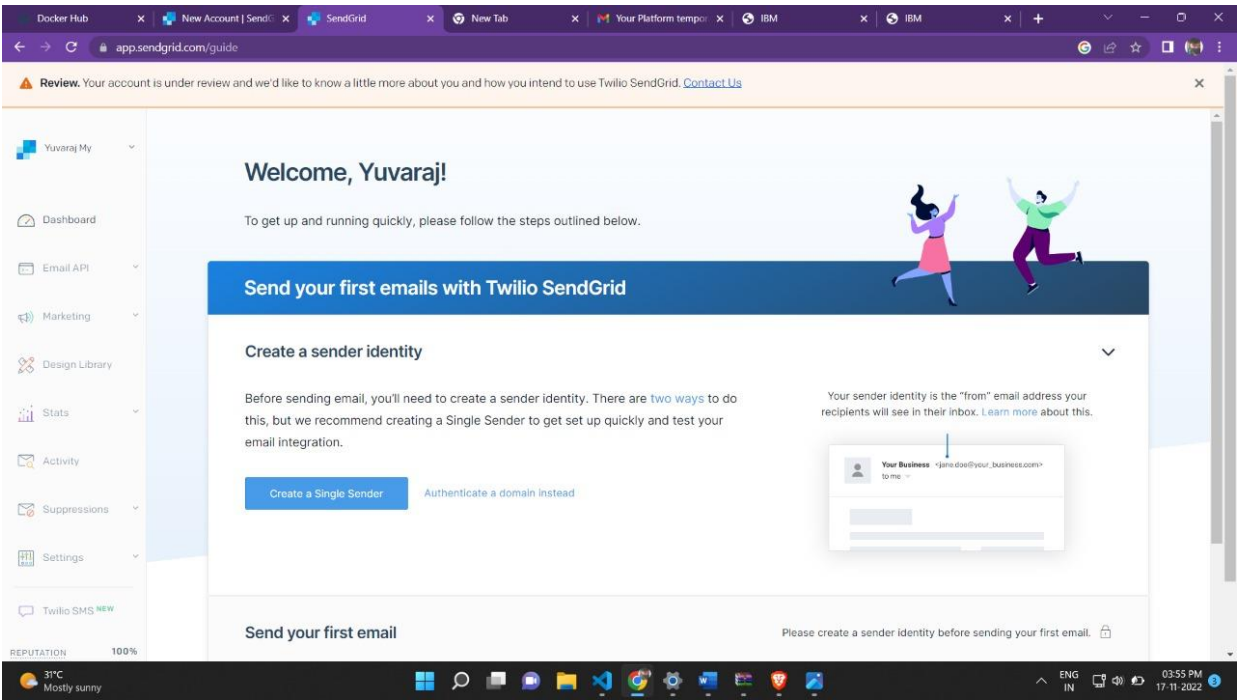 Docker Hub
New Account | SendG
SendGrid
New Tab
Your Platform tempor
IBM
IBM
app.sendgrid.com/guide
Review. Your account is under review and we'd like to know a little more about you and how you intend to use Twilio SendGrid. Contact Us
Yuvaraj My
Dashboard
Email API
Marketing
Design Library
Stats
Activity
Suppressions
Settings
Twilio SMS NEW
REPUTATION 100%
Welcome, Yuvaraj!
To get up and running quickly, please follow the steps outlined below.
Send your first emails with Twilio SendGrid
Create a sender identity
Before sending email, you'll need to create a sender identity. There are two ways to do
this, but we recommend creating a Single Sender to get set up quickly and test your
email integration.
Create a Single Sender
Authenticate a domain instead
Your sender identity is the "from" email address your
recipients will see in their inbox. Learn more about this.
Your Business <jane.doe@your_business.com>
to me
Send your first email
Please create a sender identity before sending your first email.
31°C
Mostly sunny
ENG
IN
03:55 PM
17-11-2022
3